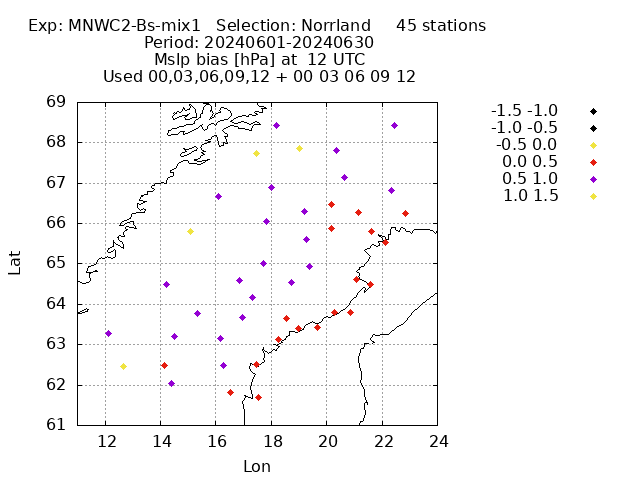 Exp: MNWC2-Bs-mix1 Selection: Norrland 45 stations
Period: 20240601-20240630
Mslp bias [hPa] at 12 UTC
Used 00,03,06,09,12 + 00 03 06 09 12
-1.5 -1.0
-1.0 -0.5
-0.5 0.0
0.0 0.5
0.5 1.0
1.0 1.5
69
68
67
66
65
64
63
62
61
Lat
12 14 16 18 20 22 24
Lon